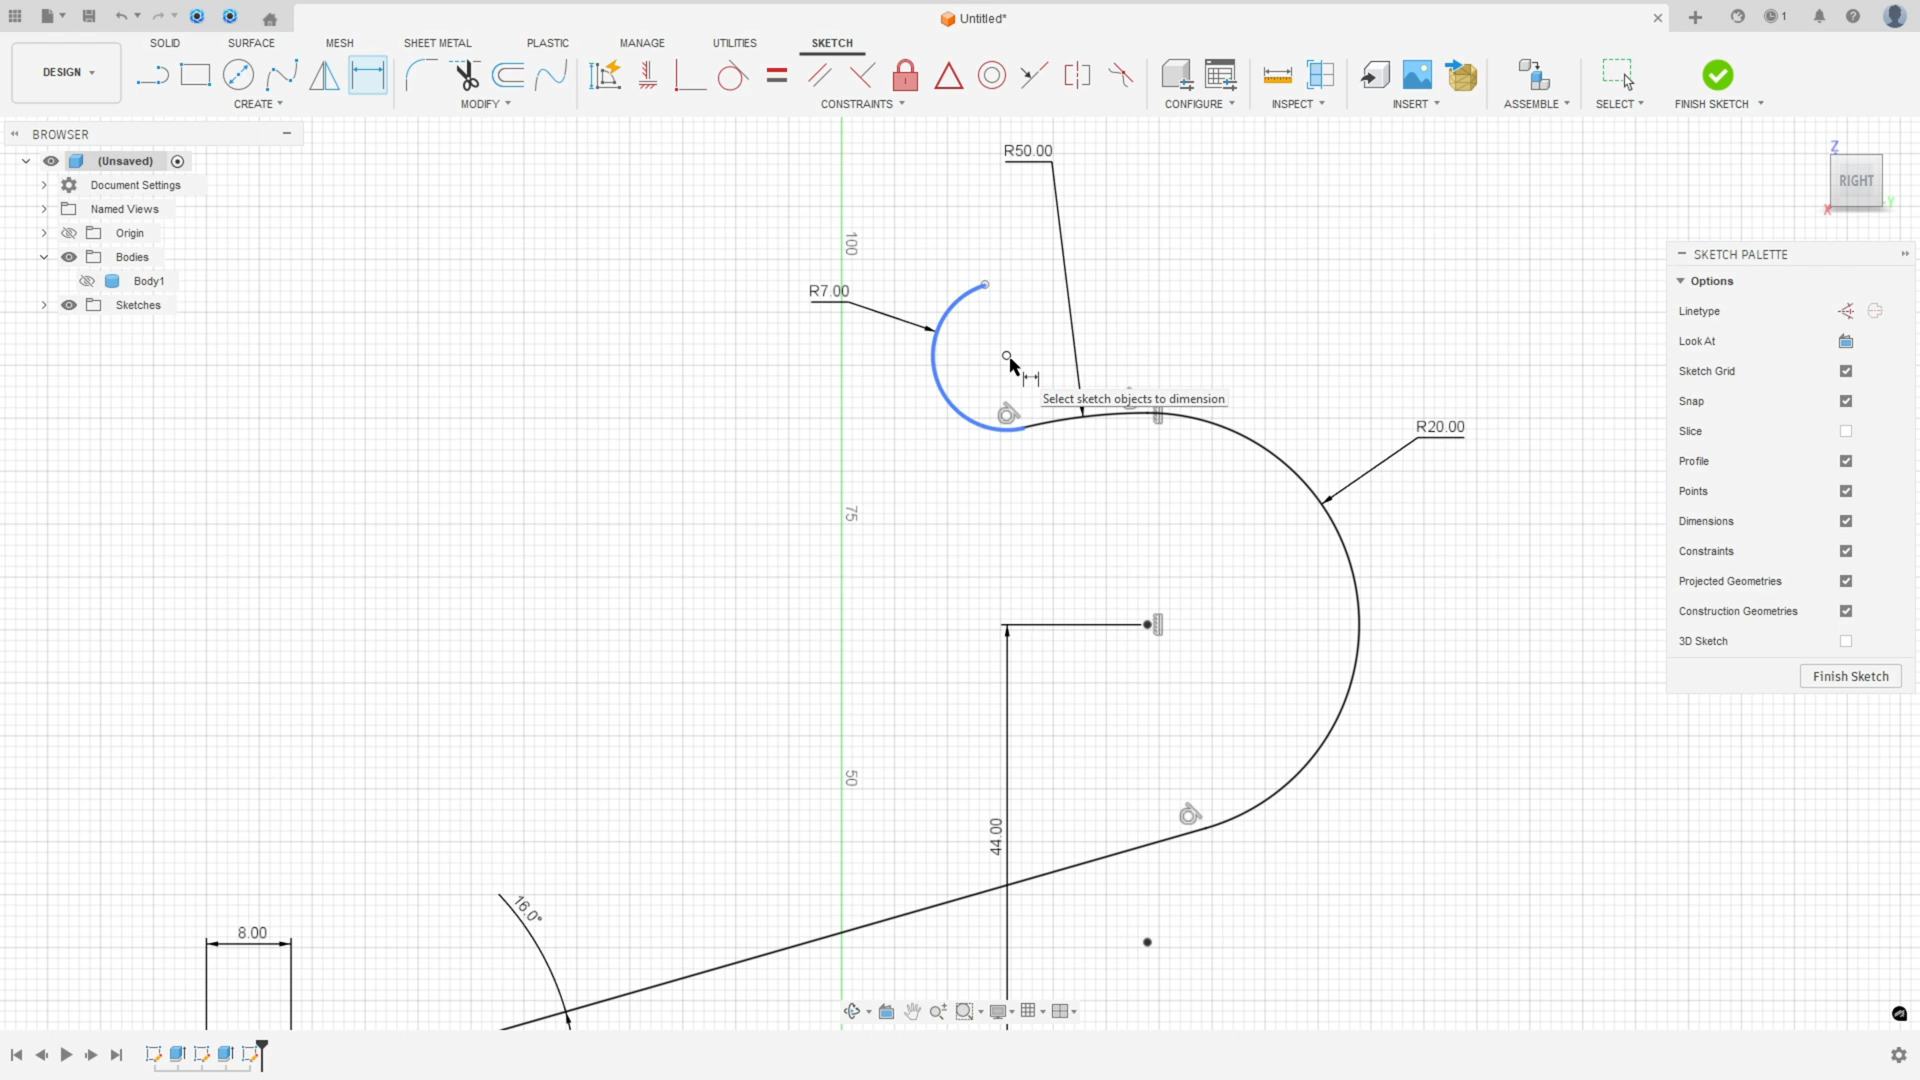 Untitled*
1
SOLID
SURFACE
MESH
SHEET METAL
PLASTIC
MANAGE
UTILITIES
SKETCH
DESIGN
CREATE
MODIFY
CONSTRAINTS
CONFIGURE
INSPECT
INSERT
ASSEMBLE
SELECT
FINISH SKETCH
BROWSER
(Unsaved)
Document Settings
Named Views
Origin
Bodies
Body1
Sketches
R50.00
100
R7.00
Select sketch objects to dimension
R20.00
75
50
44.00
16.0°
8.00
Z
RIGHT
X
Y
SKETCH PALETTE
Options
Linetype
Look At
Sketch Grid
Snap
Slice
Profile
Points
Dimensions
Constraints
Projected Geometries
Construction Geometries
3D Sketch
Finish Sketch